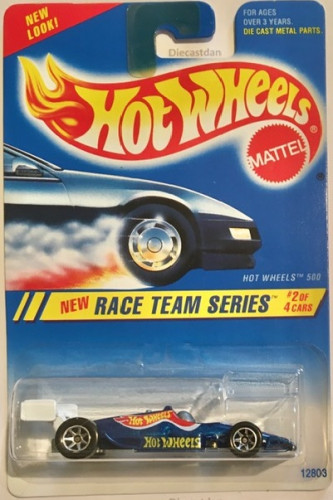 NEW
LOOK!
Diecastdan
FOR AGES
OVER 3 YEARS.
DIE CAST METAL PARTS
HOT WHEELS
MATTEL
HOT WHEELS™ 500
NEW RACE TEAM SERIES™ #2 OF
4 CARS
HOT WHEELS
HOT WHEELS
12803